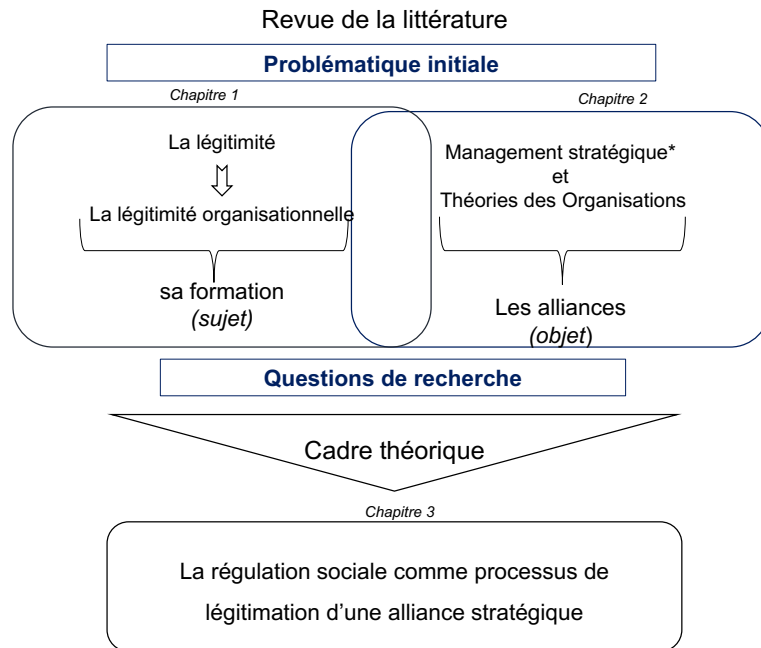 Revue de la littérature
Problématique initiale
Chapitre 1
La légitimité
La légitimité organisationnelle
sa formation
(sujet)
Chapitre 2
Management stratégique*
et
Théories des Organisations
Les alliances
(objet)
Questions de recherche
Cadre théorique
Chapitre 3
La régulation sociale comme processus de
légitimation d'une alliance stratégique